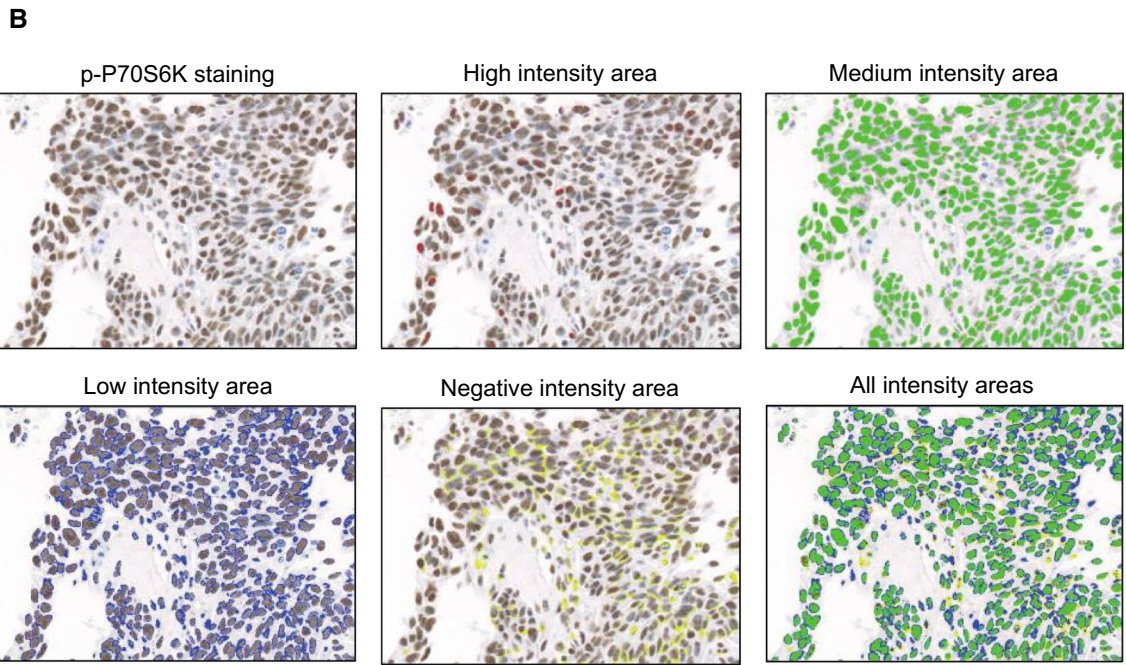 B
p-P70S6K staining
High intensity area
Medium intensity area
Low intensity area
Negative intensity area
All intensity areas